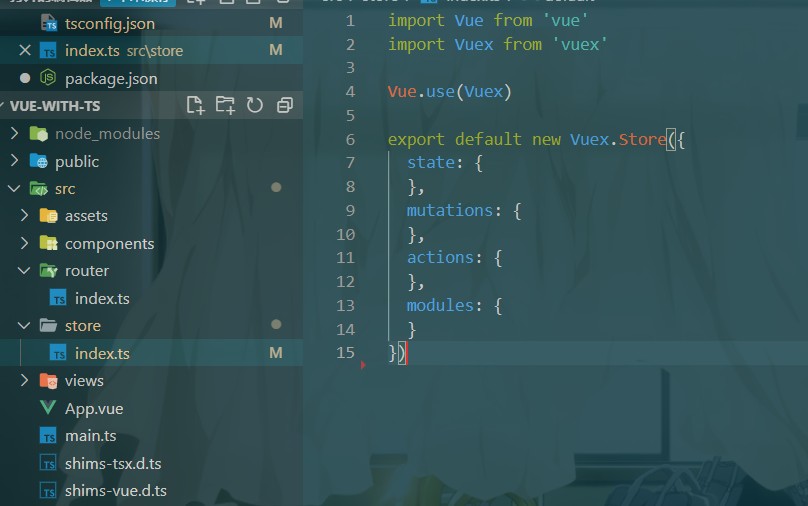 tsconfig.json M
index.ts src\store M
package.json
VUE-WITH-TS
node_modules
public
src
assets
components
router
index.ts
store
index.ts M
views
App.vue
main.ts
shims-tsx.d.ts
shims-vue.d.ts
1 import Vue from 'vue'
2 import Vuex from 'vuex'
3
4 Vue.use(Vuex)
5
6 export default new Vuex.Store({
7 state: {
8 },
9 mutations: {
10 },
11 actions: {
12 },
13 modules: {
14 }
15 })